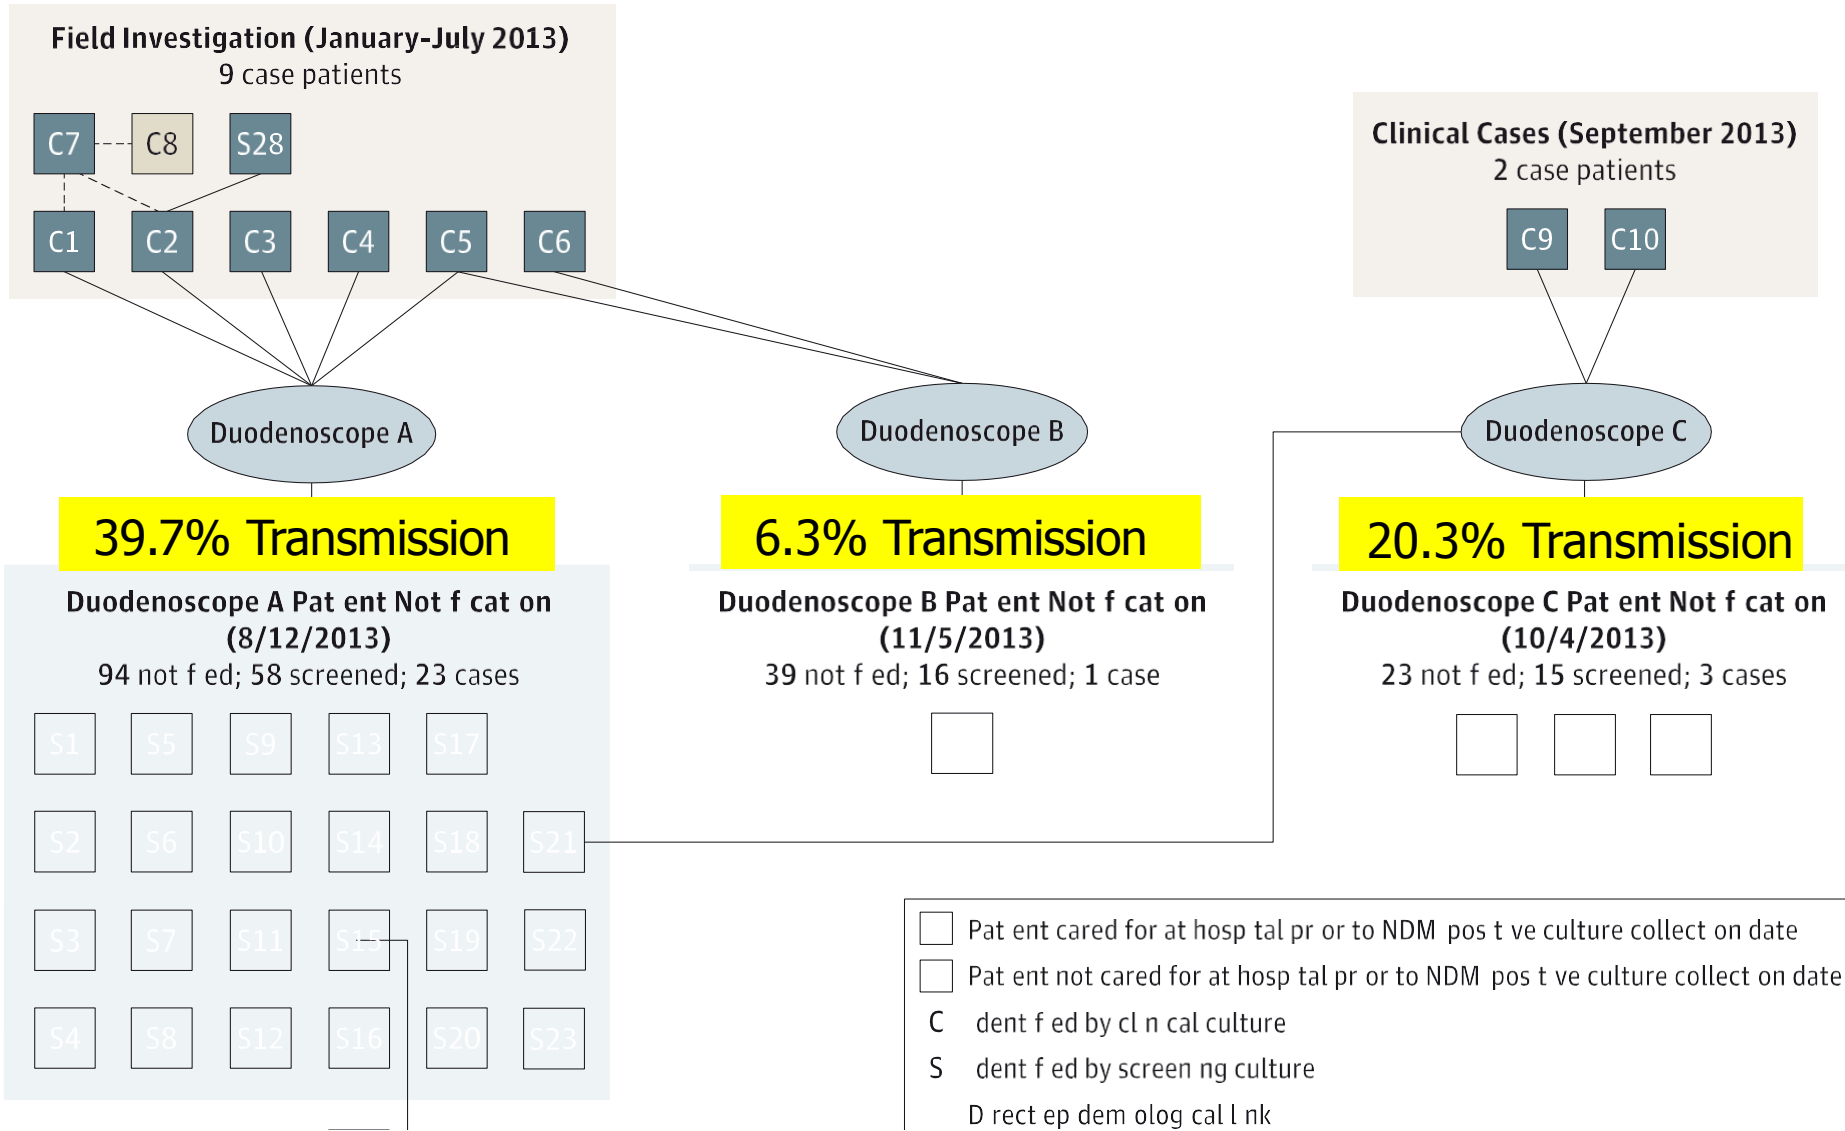 Field Investigation (January-July 2013)
9 case patients
C7 C8 S28
C1 C2 C3 C4 C5 C6
Clinical Cases (September 2013)
2 case patients
C9 C10
Duodenoscope A
Duodenoscope B
Duodenoscope C
39.7% Transmission
6.3% Transmission
20.3% Transmission
Duodenoscope A Pat ent Not f cat on
(8/12/2013)
94 not f ed; 58 screened; 23 cases
Duodenoscope B Pat ent Not f cat on
(11/5/2013)
39 not f ed; 16 screened; 1 case
Duodenoscope C Pat ent Not f cat on
(10/4/2013)
23 not f ed; 15 screened; 3 cases
S1 S5 S9 S13 S17
S2 S6 S10 S14 S18 S21
S3 S7 S11 S15 S19 S22
S4 S8 S12 S16 S20 S23
Pat ent cared for at hosp tal pr or to NDM pos t ve culture collect on date
Pat ent not cared for at hosp tal pr or to NDM pos t ve culture collect on date
C dent f ed by cl n cal culture
S dent f ed by screen ng culture
D rect ep dem olog cal l nk